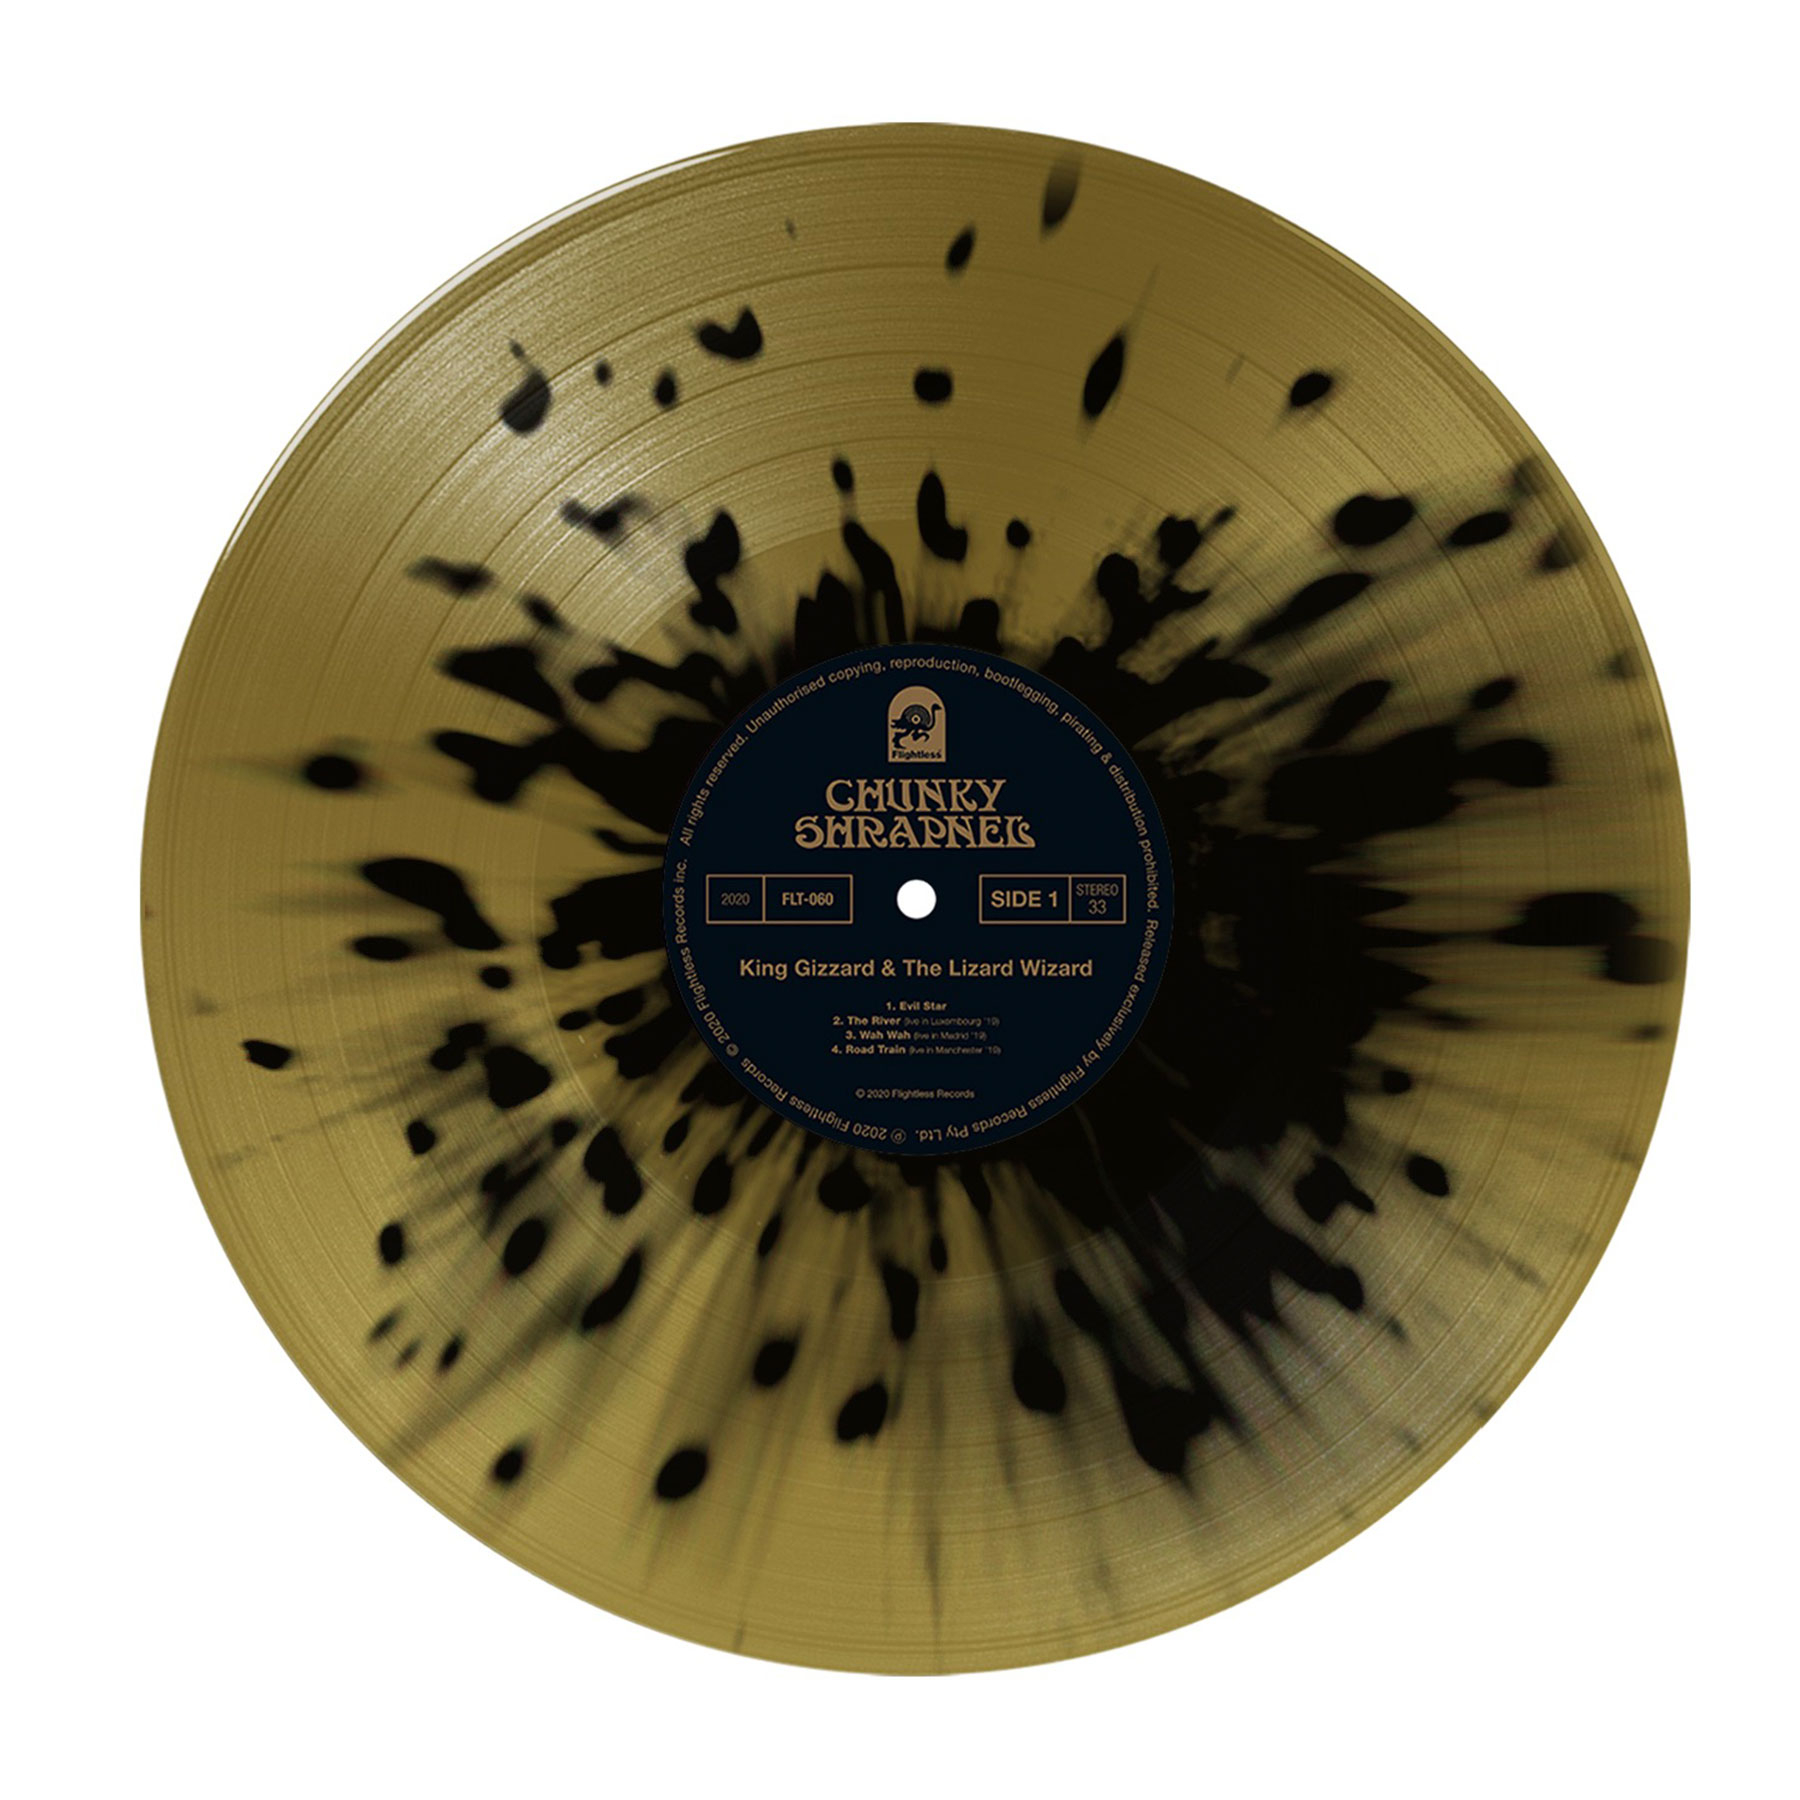 Flightless
CHUNKY
SHRAPNEL
2020
FLT-060
SIDE 1
STEREO
33
King Gizzard & The Lizard Wizard
1. Evil Star
2. The River (live in Luxembourg '19)
3. Wah Wah (live in Madrid '19)
4. Road Train (live in Manchester '19)
© 2020 Flightless Records
℗ 2020 Flightless Records © 2020 Flightless Records inc. All rights reserved. Unauthorised copying, reproduction, bootlegging, pirating & distribution prohibited. Released exclusively by Flightless Records Pty Ltd.